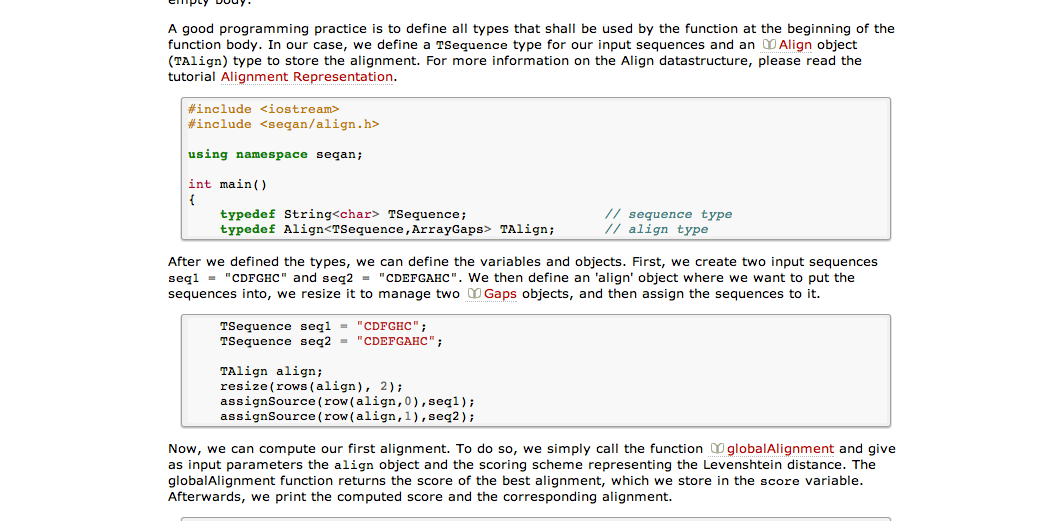 empty body.
A good programming practice is to define all types that shall be used by the function at the beginning of the
function body. In our case, we define a TSequence type for our input sequences and an Align object
(TAlign) type to store the alignment. For more information on the Align datastructure, please read the
tutorial Alignment Representation.
#include <iostream>
#include <seqan/align.h>
using namespace seqan;
int main()
{
typedef String<char> TSequence; // sequence type
typedef Align<TSequence,ArrayGaps> TAlign; // align type
After we defined the types, we can define the variables and objects. First, we create two input sequences
seq1 = "CDFGHC" and seq2 = "CDEFGAHC". We then define an 'align' object where we want to put the
sequences into, we resize it to manage two Gaps objects, and then assign the sequences to it.
TSequence seq1 = "CDFGHC";
TSequence seq2 = "CDEFGAHC";
TAlign align;
resize(rows(align), 2);
assignSource(row(align,0),seq1);
assignSource(row(align,1),seq2);
Now, we can compute our first alignment. To do so, we simply call the function globalAlignment and give
as input parameters the align object and the scoring scheme representing the Levenshtein distance. The
globalAlignment function returns the score of the best alignment, which we store in the score variable.
Afterwards, we print the computed score and the corresponding alignment.